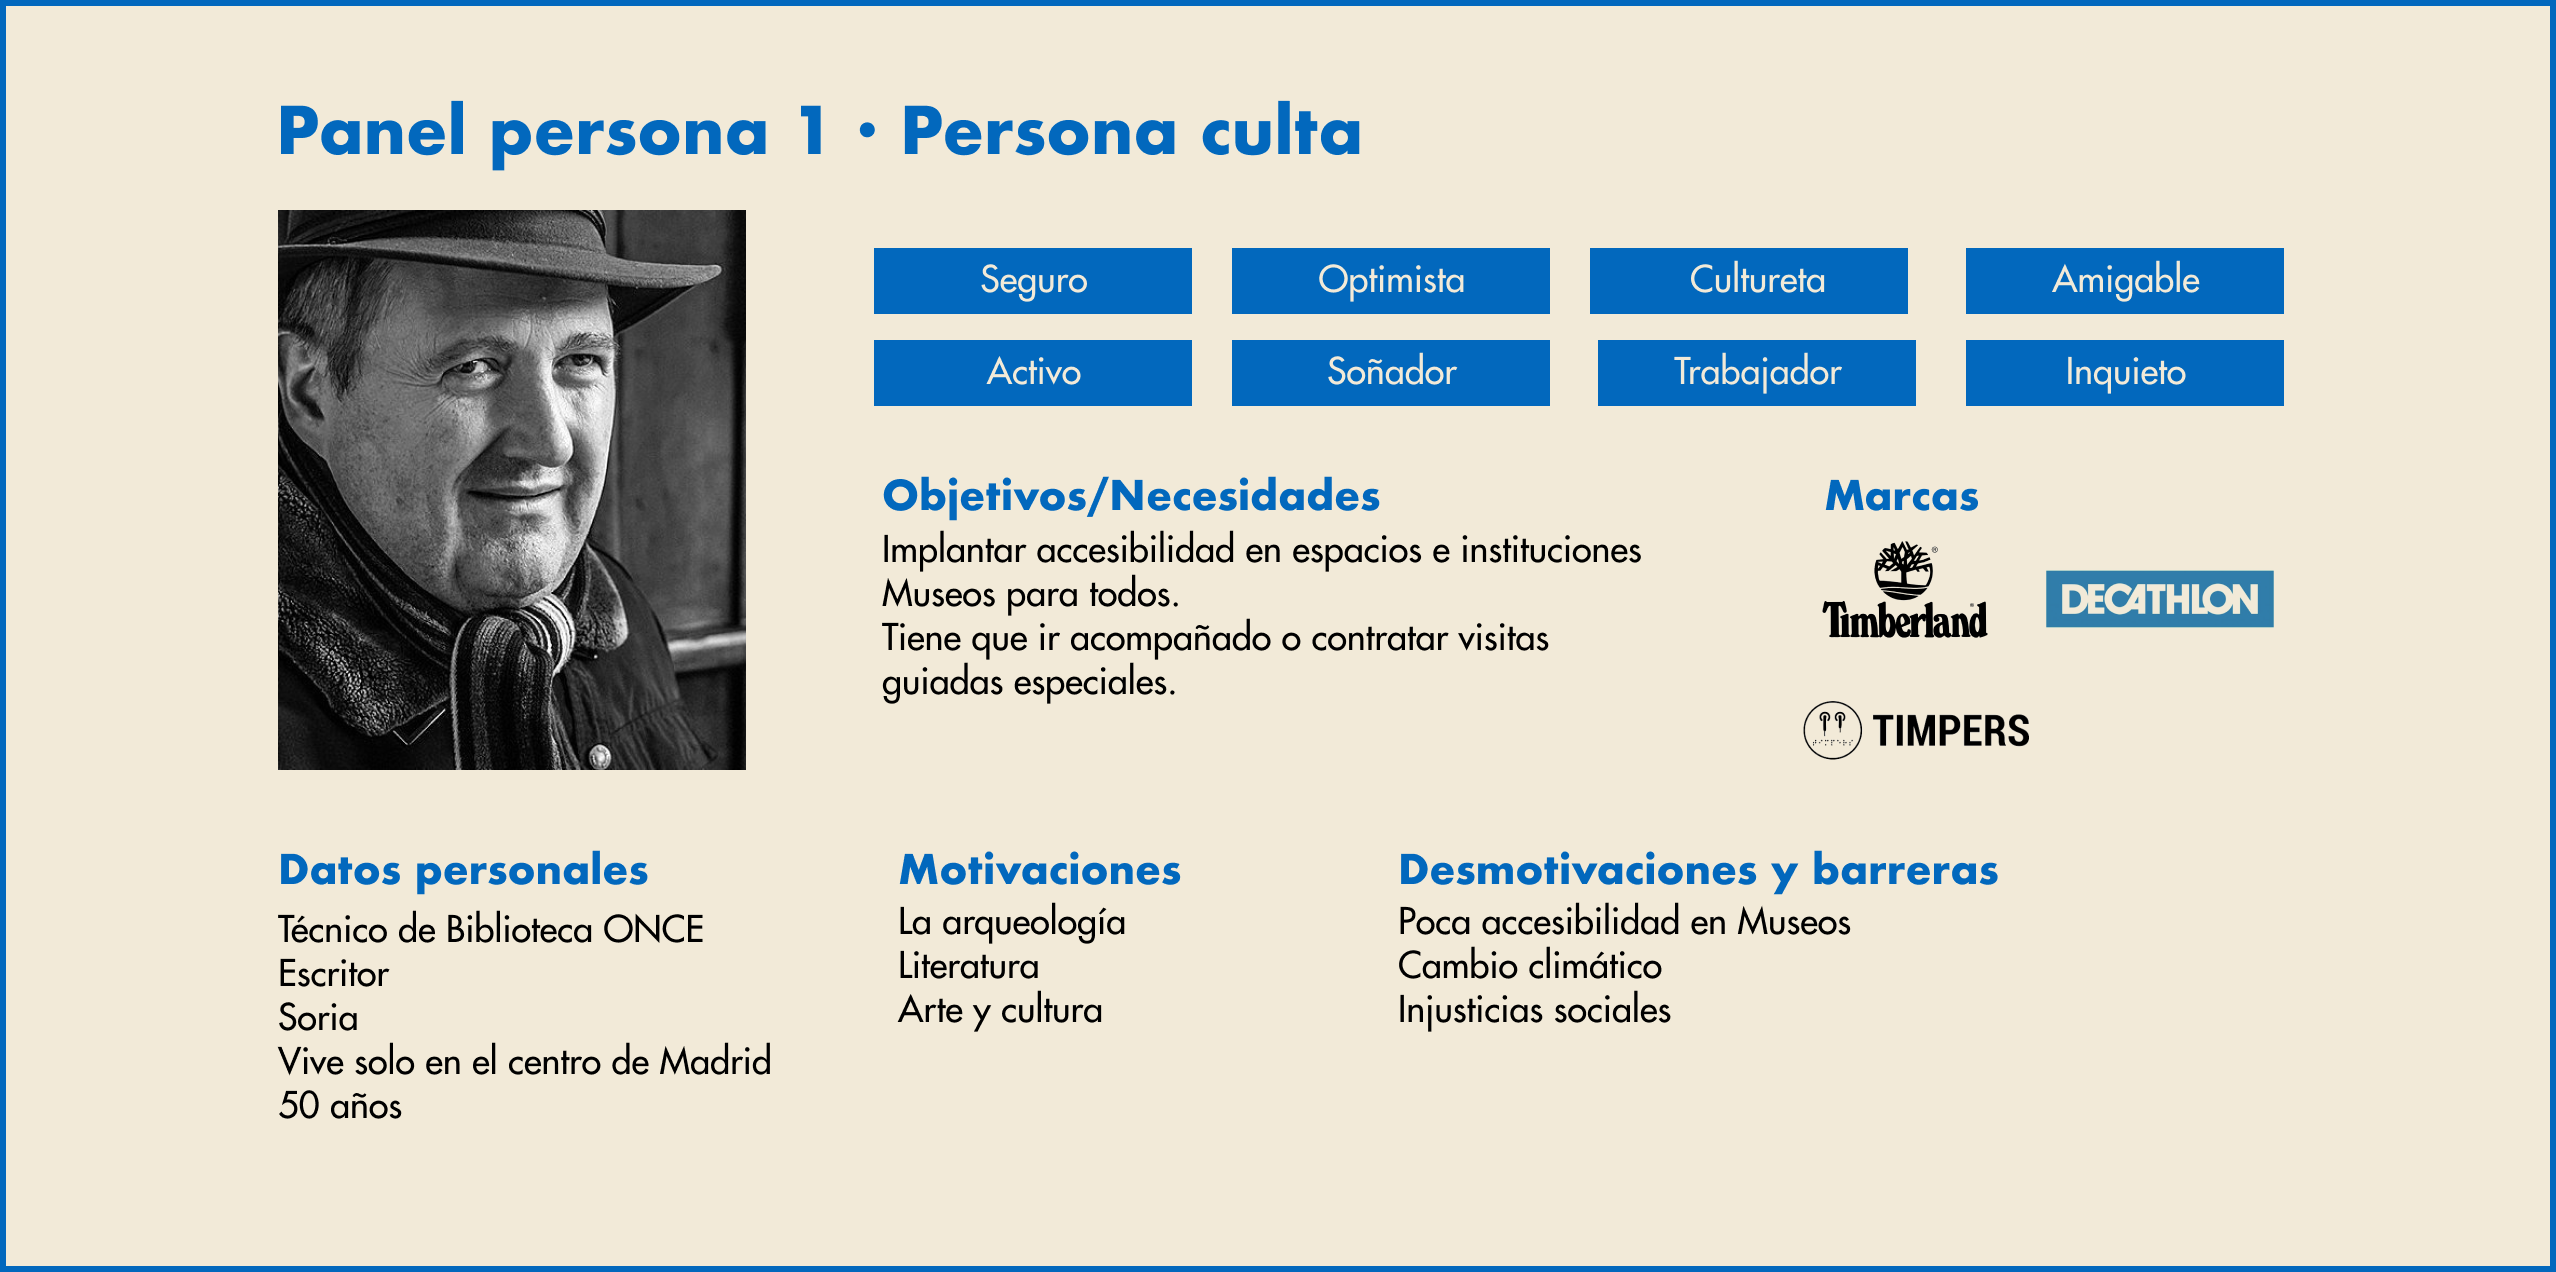 Panel persona 1 · Persona culta
Seguro
Optimista
Cultureta
Amigable
Activo
Soñador
Trabajador
Inquieto
Objetivos/Necesidades
Implantar accesibilidad en espacios e instituciones
Museos para todos.
Tiene que ir acompañado o contratar visitas
guiadas especiales.
Marcas
Timberland®
DECATHLON
TIMPERS
Datos personales
Técnico de Biblioteca ONCE
Escritor
Soria
Vive solo en el centro de Madrid
50 años
Motivaciones
La arqueología
Literatura
Arte y cultura
Desmotivaciones y barreras
Poca accesibilidad en Museos
Cambio climático
Injusticias sociales